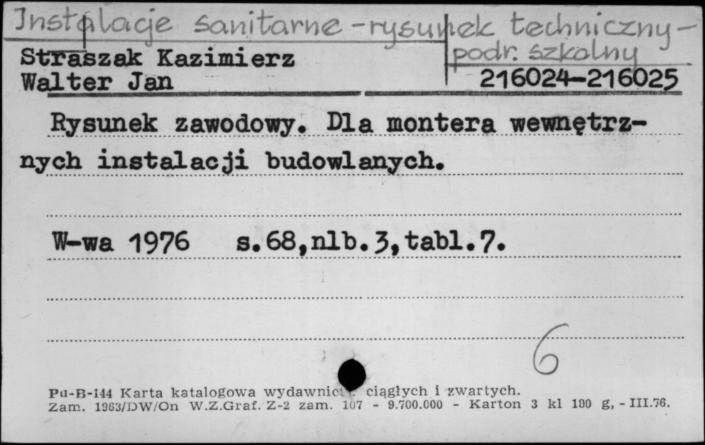 Instalacje sanitarne - rysunek techniczny -
podr. szkolny
Straszak Kazimierz
Walter Jan
216024-216025
Rysunek zawodowy. Dla montera wewnętrz-
nych instalacji budowlanych.
W-wa 1976 s.68,nlb.3,tabl.7.
6
Pu-B-144 Karta katalogowa wydawnictw ciągłych i zwartych.
Zam. 1963/DW/On W.Z.Graf. Z-2 zam. 107 - 9.700.000 - Karton 3 kl 180 g, - III.76.